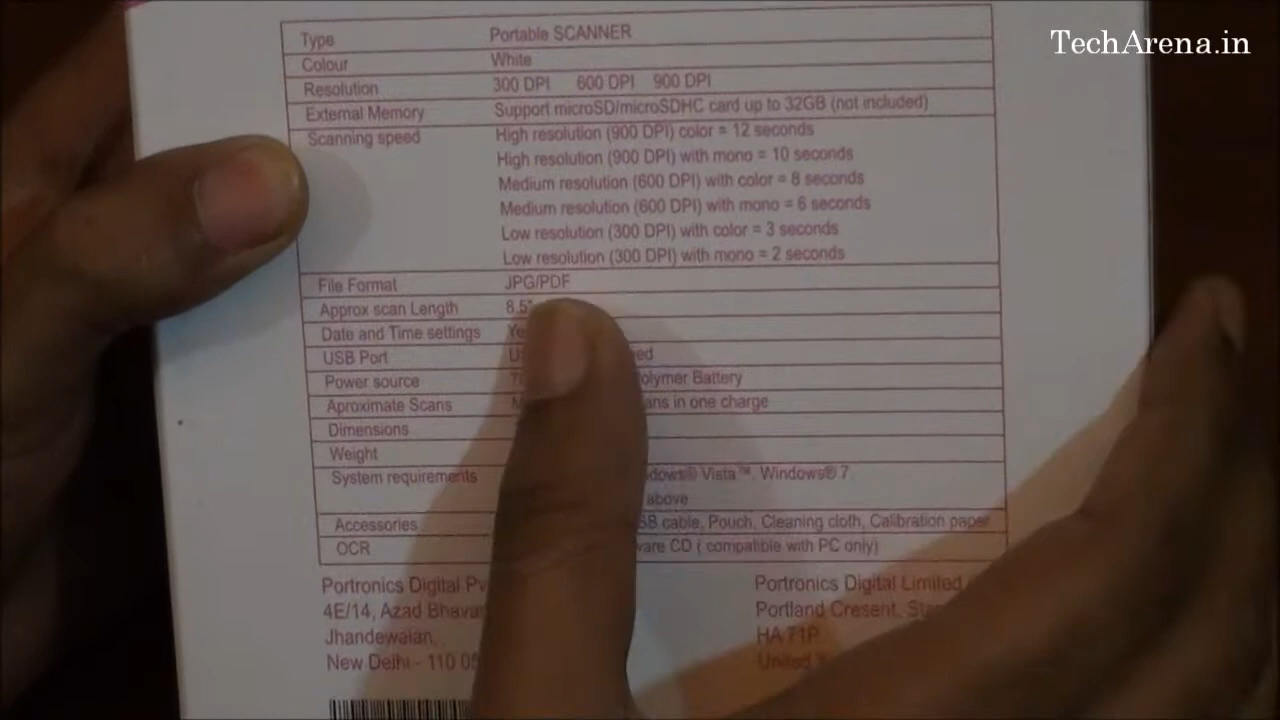 TechArena.in
Type Portable SCANNER
Colour White
Resolution 300 DPI 600 DPI 900 DPI
External Memory Support microSD/microSDHC card up to 32GB (not included)
Scanning speed High resolution (900 DPI) color = 12 seconds
High resolution (900 DPI) with mono = 10 seconds
Medium resolution (600 DPI) with color = 8 seconds
Medium resolution (600 DPI) with mono = 6 seconds
Low resolution (300 DPI) with color = 3 seconds
Low resolution (300 DPI) with mono = 2 seconds
File Format JPG/PDF
Approx scan Length 8.5"
Date and Time settings
USB Port
Power source Battery
Aproximate Scans in one charge
Dimensions
Weight
System requirements Vista™, Windows® 7
above
Accessories cable, Pouch, Cleaning cloth, Calibration paper
OCR CD ( compatible with PC only)
Portronics Digital
4E/14, Azad
Jhandewalan,
New Delhi - 110
Portronics Digital Limited
Portland Cresent,
HA 71P
United